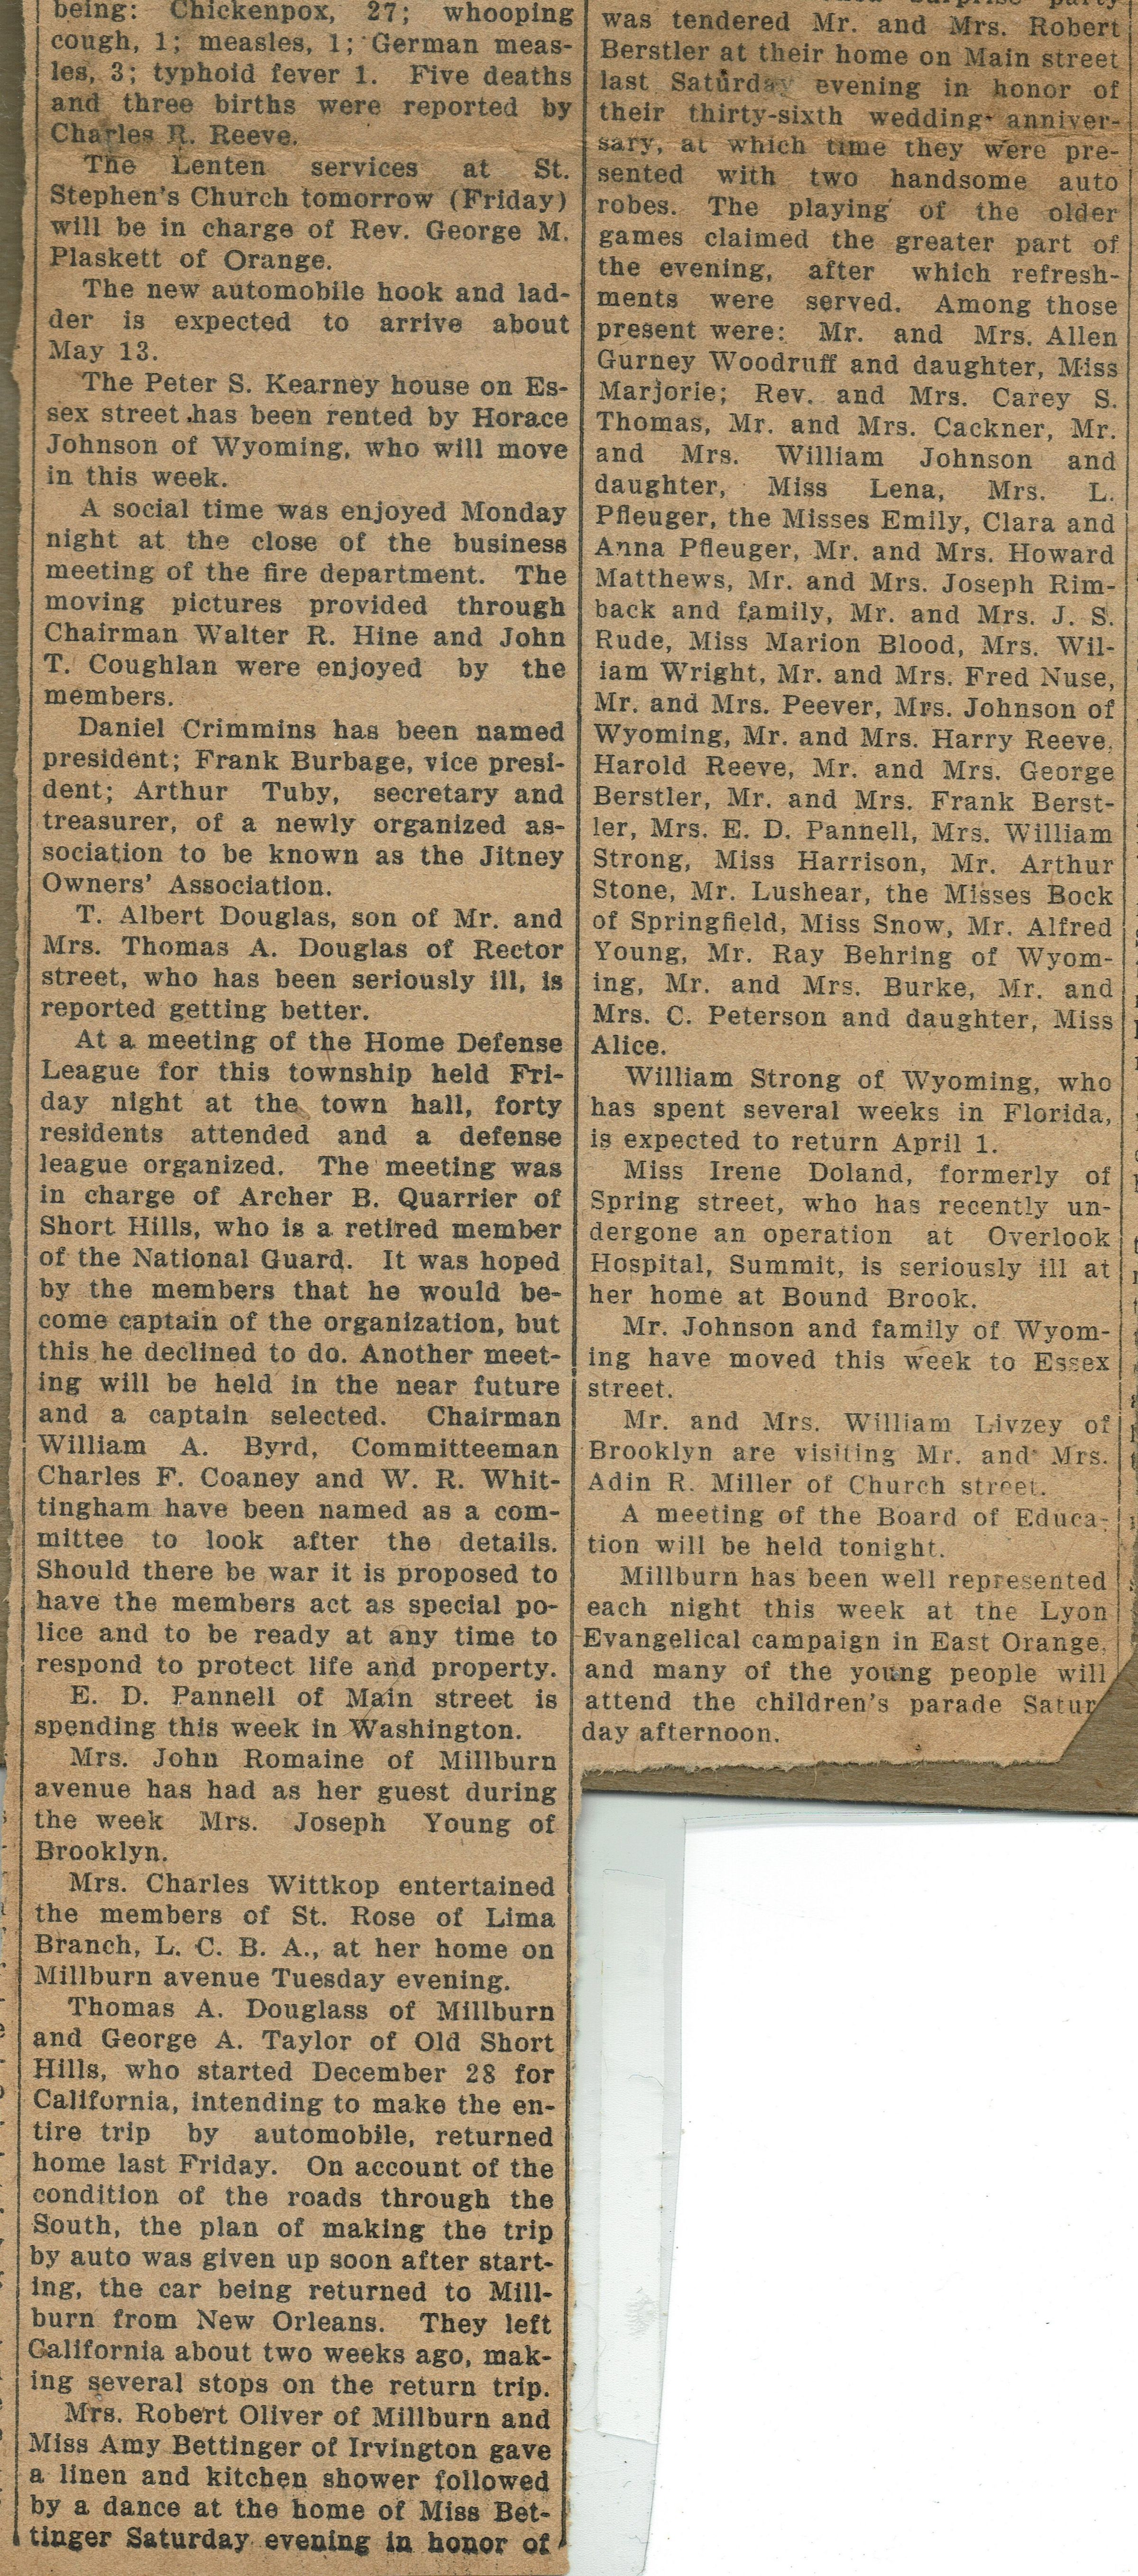 being: Chickenpox, 27; whooping
cough, 1; measles, 1; German meas-
les, 3; typhoid fever 1. Five deaths
and three births were reported by
Charles R. Reeve.
The Lenten services at St.
Stephen's Church tomorrow (Friday)
will be in charge of Rev. George M.
Plaskett of Orange.
The new automobile hook and lad-
der is expected to arrive about
May 13.
The Peter S. Kearney house on Es-
sex street has been rented by Horace
Johnson of Wyoming, who will move
in this week.
A social time was enjoyed Monday
night at the close of the business
meeting of the fire department. The
moving pictures provided through
Chairman Walter R. Hine and John
T. Coughlan were enjoyed by the
members.
Daniel Crimmins has been named
president; Frank Burbage, vice presi-
dent; Arthur Tuby, secretary and
treasurer, of a newly organized as-
sociation to be known as the Jitney
Owners' Association.
T. Albert Douglas, son of Mr. and
Mrs. Thomas A. Douglas of Rector
street, who has been seriously ill, is
reported getting better.
At a meeting of the Home Defense
League for this township held Fri-
day night at the town hall, forty
residents attended and a defense
league organized. The meeting was
in charge of Archer B. Quarrier of
Short Hills, who is a retired member
of the National Guard. It was hoped
by the members that he would be-
come captain of the organization, but
this he declined to do. Another meet-
ing will be held in the near future
and a captain selected. Chairman
William A. Byrd, Committeeman
Charles F. Coaney and W. R. Whit-
tingham have been named as a com-
mittee to look after the details.
Should there be war it is proposed to
have the members act as special po-
lice and to be ready at any time to
respond to protect life and property.
E. D. Pannell of Main street is
spending this week in Washington.
Mrs. John Romaine of Millburn
avenue has had as her guest during
the week Mrs. Joseph Young of
Brooklyn.
Mrs. Charles Wittkop entertained
the members of St. Rose of Lima
Branch, L. C. B. A., at her home on
Millburn avenue Tuesday evening.
Thomas A. Douglass of Millburn
and George A. Taylor of Old Short
Hills, who started December 28 for
California, intending to make the en-
tire trip by automobile, returned
home last Friday. On account of the
condition of the roads through the
South, the plan of making the trip
by auto was given up soon after start-
ing, the car being returned to Mill-
burn from New Orleans. They left
California about two weeks ago, mak-
ing several stops on the return trip.
Mrs. Robert Oliver of Millburn and
Miss Amy Bettinger of Irvington gave
a linen and kitchen shower followed
by a dance at the home of Miss Bet-
tinger Saturday evening in honor of
surprise party
was tendered Mr. and Mrs. Robert
Berstler at their home on Main street
last Saturday evening in honor of
their thirty-sixth wedding anniver-
sary, at which time they were pre-
sented with two handsome auto
robes. The playing of the older
games claimed the greater part of
the evening, after which refresh-
ments were served. Among those
present were: Mr. and Mrs. Allen
Gurney Woodruff and daughter, Miss
Marjorie; Rev. and Mrs. Carey S.
Thomas, Mr. and Mrs. Cackner, Mr.
and Mrs. William Johnson and
daughter, Miss Lena, Mrs. L.
Pfleuger, the Misses Emily, Clara and
Anna Pfleuger, Mr. and Mrs. Howard
Matthews, Mr. and Mrs. Joseph Rim-
back and family, Mr. and Mrs. J. S.
Rude, Miss Marion Blood, Mrs. Wil-
iam Wright, Mr. and Mrs. Fred Nuse,
Mr. and Mrs. Peever, Mrs. Johnson of
Wyoming, Mr. and Mrs. Harry Reeve,
Harold Reeve, Mr. and Mrs. George
Berstler, Mr. and Mrs. Frank Berst-
ler, Mrs. E. D. Pannell, Mrs. William
Strong, Miss Harrison, Mr. Arthur
Stone, Mr. Lushear, the Misses Bock
of Springfield, Miss Snow, Mr. Alfred
Young, Mr. Ray Behring of Wyom-
ing, Mr. and Mrs. Burke, Mr. and
Mrs. C. Peterson and daughter, Miss
Alice.
William Strong of Wyoming, who
has spent several weeks in Florida,
is expected to return April 1.
Miss Irene Doland, formerly of
Spring street, who has recently un-
dergone an operation at Overlook
Hospital, Summit, is seriously ill at
her home at Bound Brook.
Mr. Johnson and family of Wyom-
ing have moved this week to Essex
street.
Mr. and Mrs. William Livzey of
Brooklyn are visiting Mr. and Mrs.
Adin R. Miller of Church street.
A meeting of the Board of Educa-
tion will be held tonight.
Millburn has been well represented
each night this week at the Lyon
Evangelical campaign in East Orange,
and many of the young people will
attend the children's parade Satur
day afternoon.